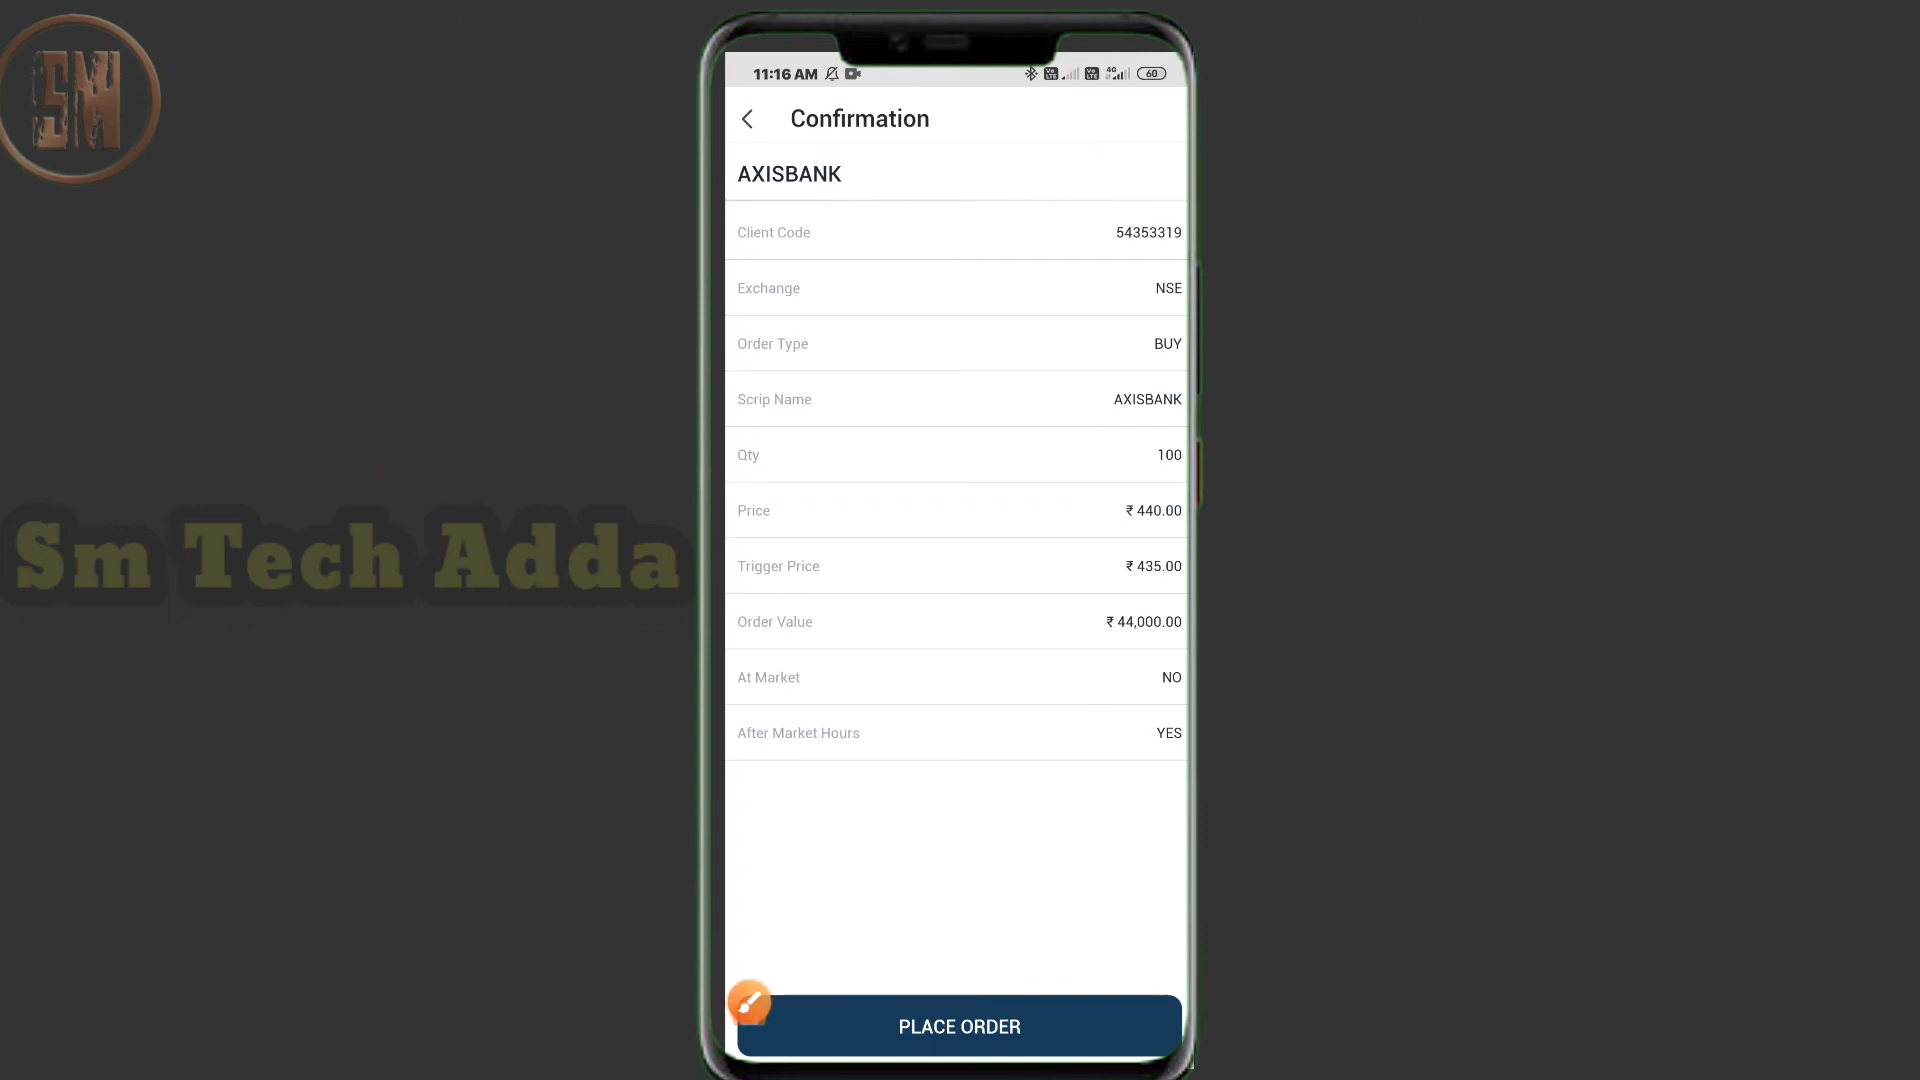 SM
11:16 AM 60
Confirmation
AXISBANK
Client Code 54353319
Exchange NSE
Order Type BUY
Scrip Name AXISBANK
Qty 100
Price ₹ 440.00
Trigger Price ₹ 435.00
Order Value ₹ 44,000.00
At Market NO
After Market Hours YES
PLACE ORDER
Sm Tech Adda